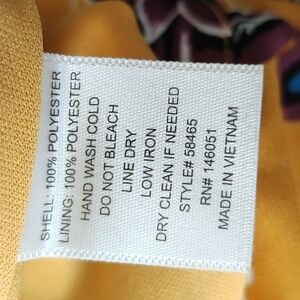 SHELL: 100% POLYESTER
LINING: 100% POLYESTER
HAND WASH COLD
DO NOT BLEACH
LINE DRY
LOW IRON
DRY CLEAN IF NEEDED
STYLE# 58465
RN# 146051
MADE IN VIETNAM